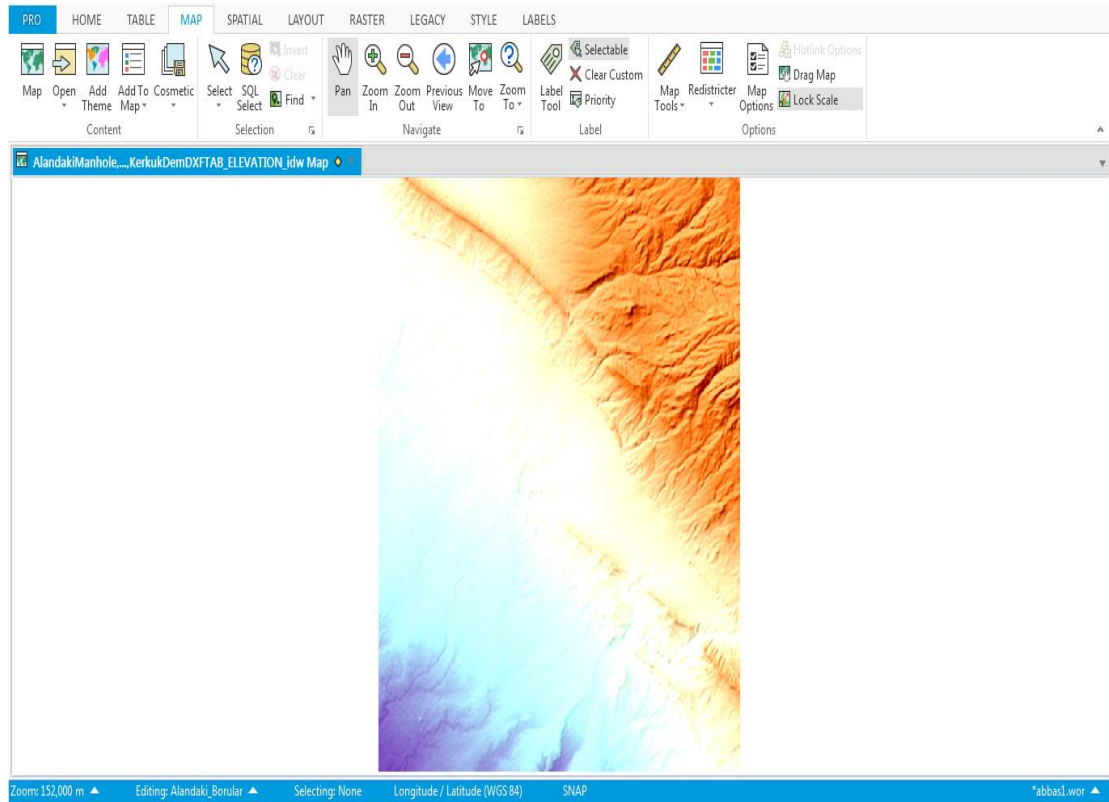 PRO HOME TABLE MAP SPATIAL LAYOUT RASTER LEGACY STYLE LABELS
Map Open Add Theme Add To Map Cosmetic
Content
Select SQL Select Invert Clear Find
Selection
Pan Zoom In Zoom Out Previous View Move To Zoom To
Navigate
Label Tool Selectable Clear Custom Priority
Label
Map Tools Redistricter Map Options Hotlink Options Drag Map Lock Scale
Options
AlandakiManhole,...,KerkukDemDXFTAB_ELEVATION_idw Map
Zoom: 152,000 m Editing: Alandaki_Borular Selecting: None Longitude / Latitude (WGS 84) SNAP *abbas1.wor